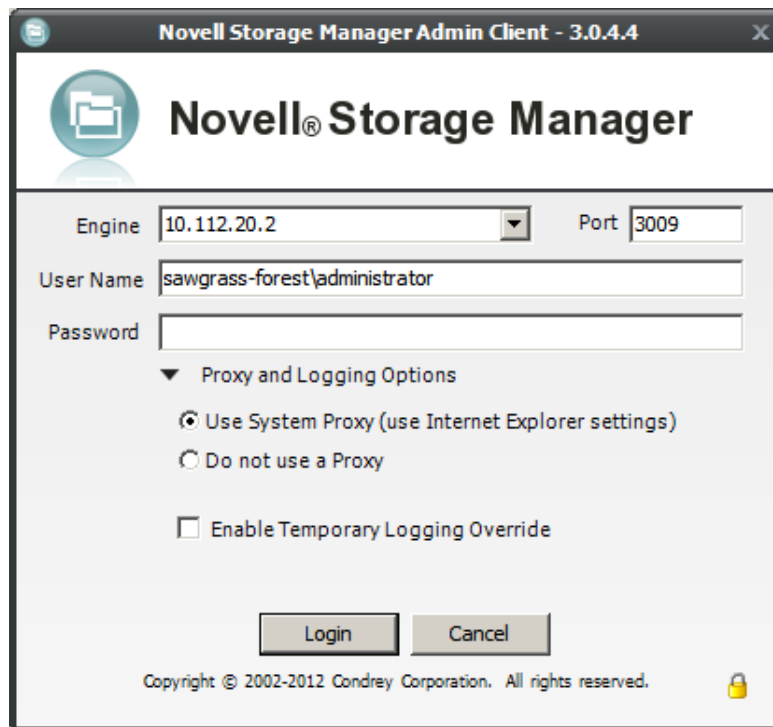 Novell Storage Manager Admin Client - 3.0.4.4 X
Novell® Storage Manager
Engine 10.112.20.2 Port 3009
User Name sawgrass-forest\administrator
Password
Proxy and Logging Options
Use System Proxy (use Internet Explorer settings)
Do not use a Proxy
Enable Temporary Logging Override
Login Cancel
Copyright © 2002-2012 Condrey Corporation. All rights reserved.